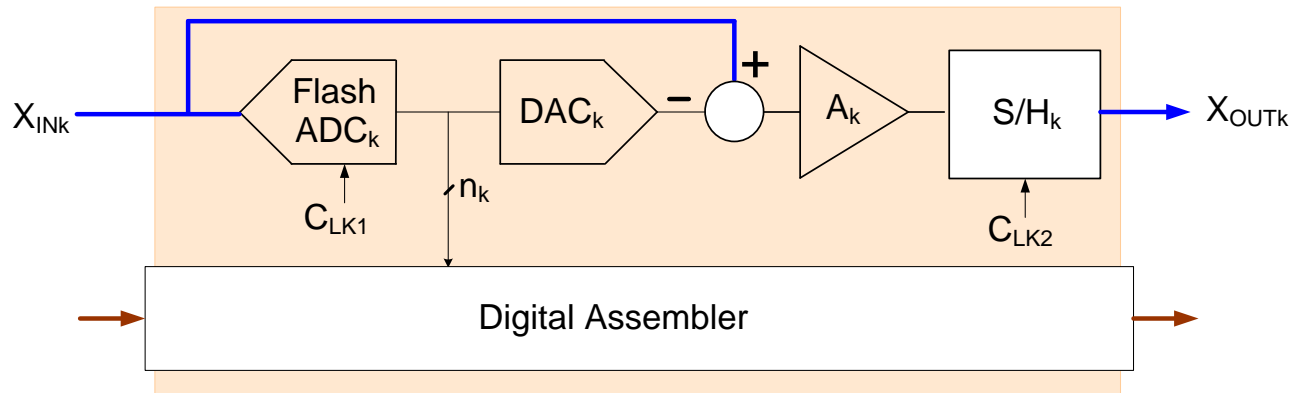 X_INk
Flash
ADC_k
DAC_k
−
+
A_k
S/H_k
X_OUTk
n_k
C_LK1
C_LK2
Digital Assembler